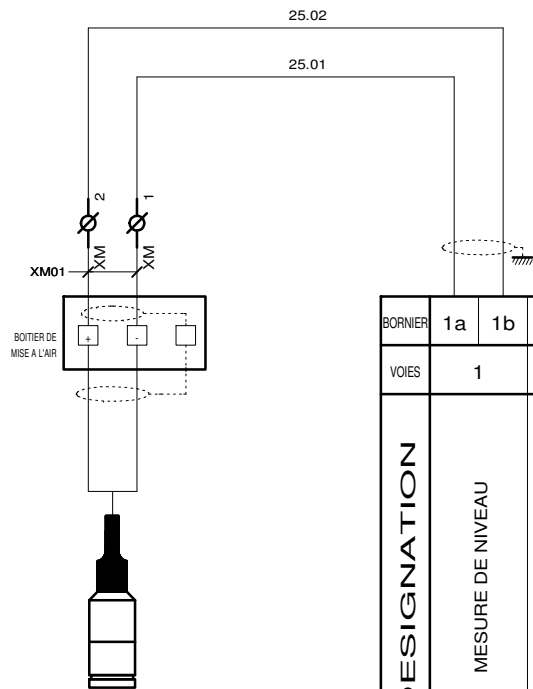 25.02
25.01
2
1
XM
XM
XM01
BOITIER DE
MISE A L'AIR
+
-
BORNIER
1a
1b
VOIES
1
ESIGNATION
MESURE DE NIVEAU